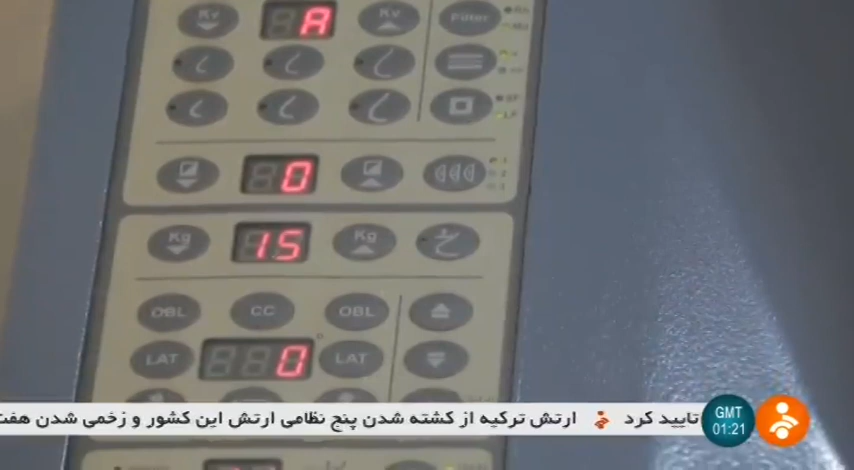 Kv A Kv Filter
0
Kg 15 Kg
OBL CC OBL
LAT 0 LAT
تایید کرد ارتش ترکیه از کشته شدن پنج نظامی ارتش این کشور و زخمی شدن هفت
GMT
01:21